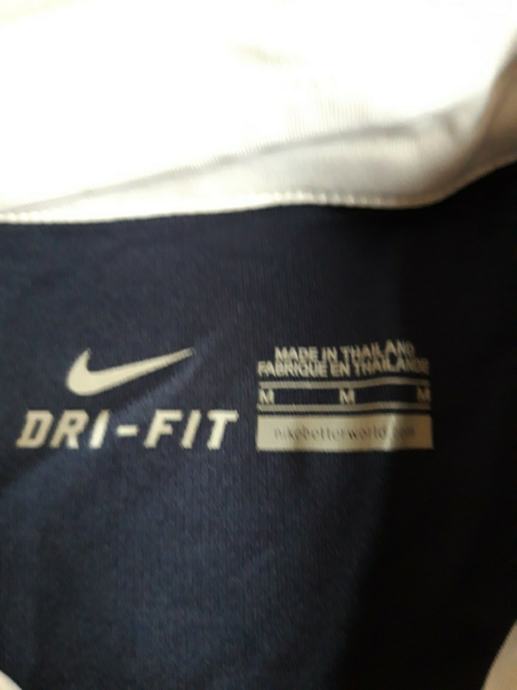 MADE IN THAILAND
FABRIQUE EN THAILANDE
M M M
DRI-FIT
nikebetterworld.com